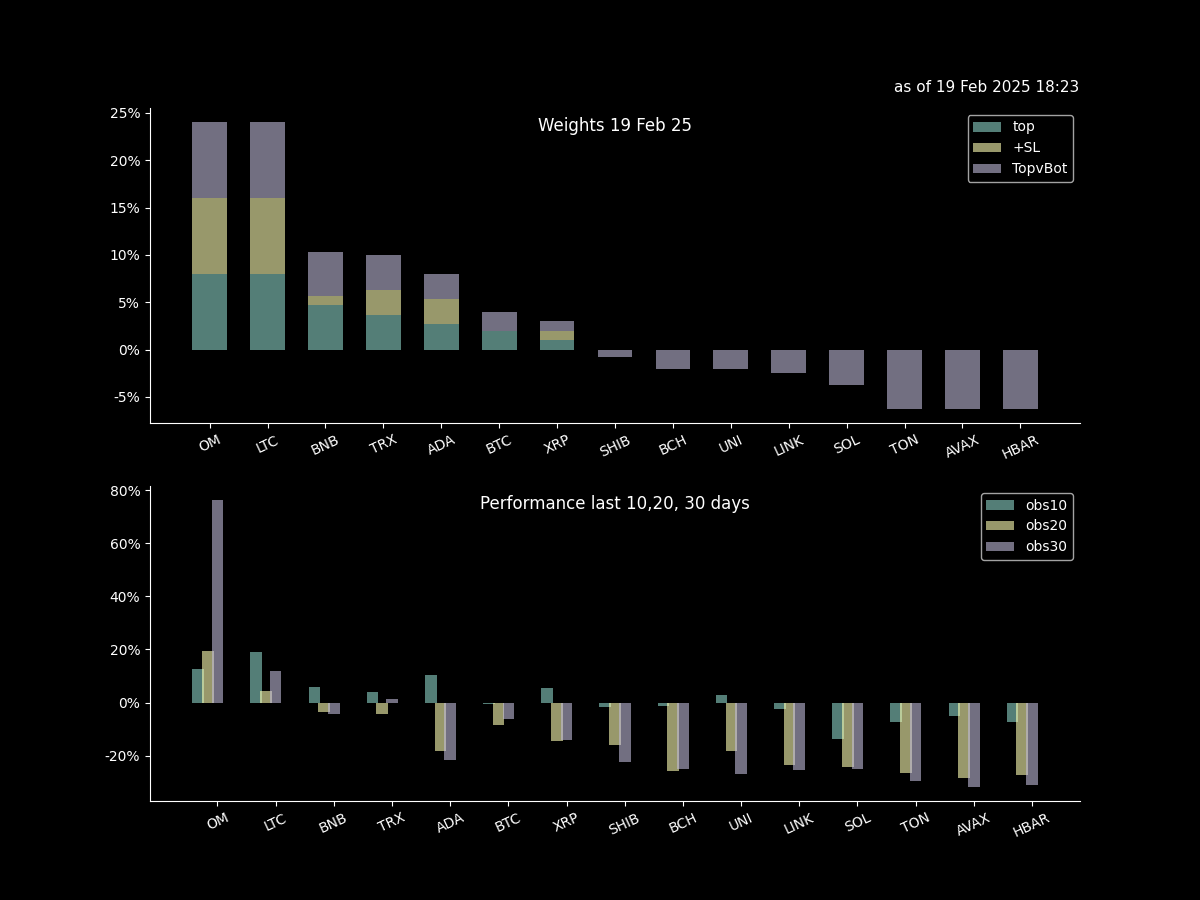 as of 19 Feb 2025 18:23
Weights 19 Feb 25
top
+SL
TopvBot
25%
20%
15%
10%
5%
0%
-5%
OM LTC BNB TRX ADA BTC XRP SHIB BCH UNI LINK SOL TON AVAX HBAR
Performance last 10,20, 30 days
obs10
obs20
obs30
80%
60%
40%
20%
0%
-20%
OM LTC BNB TRX ADA BTC XRP SHIB BCH UNI LINK SOL TON AVAX HBAR